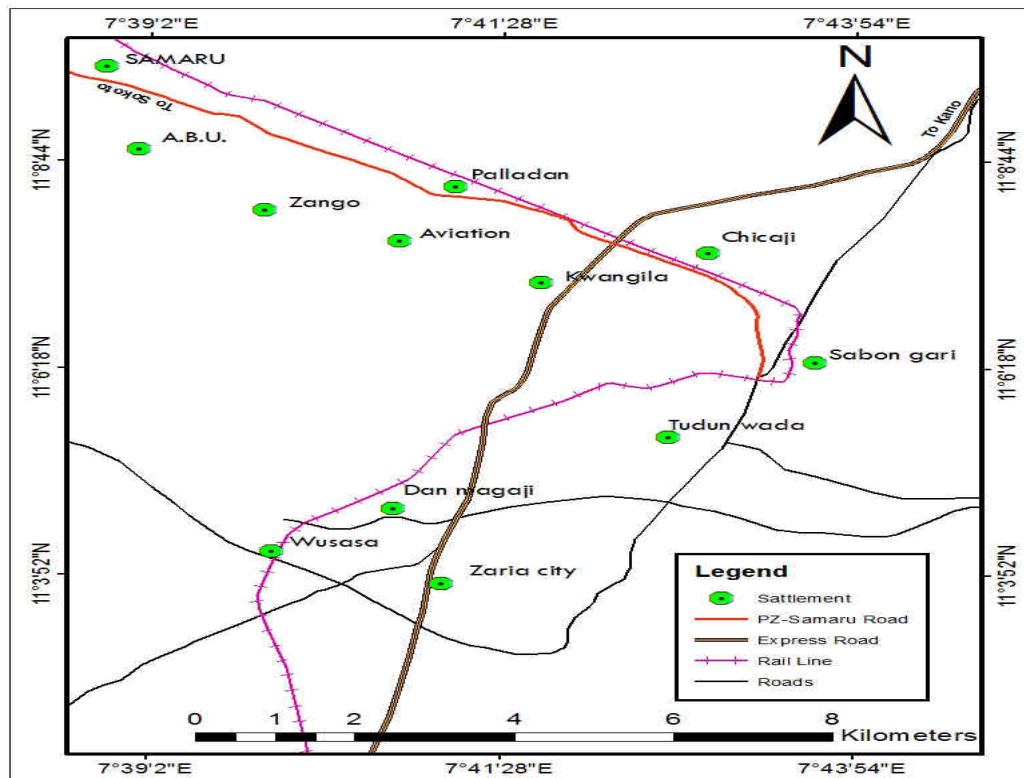 7°39'2"E 7°41'28"E 7°43'54"E
SAMARU
N
To Sokoto
To Kano
A.B.U.
11°8'44"N 11°8'44"N
Palladan
Zango
Aviation
Chicaji
Kwangila
Sabon gari
11°6'18"N 11°6'18"N
Tudun wada
Dan magaji
Wusasa
Zaria city
11°3'52"N 11°3'52"N
Legend
Sattlement
PZ-Samaru Road
Express Road
Rail Line
Roads
0 1 2 4 6 8
Kilometers
7°39'2"E 7°41'28"E 7°43'54"E